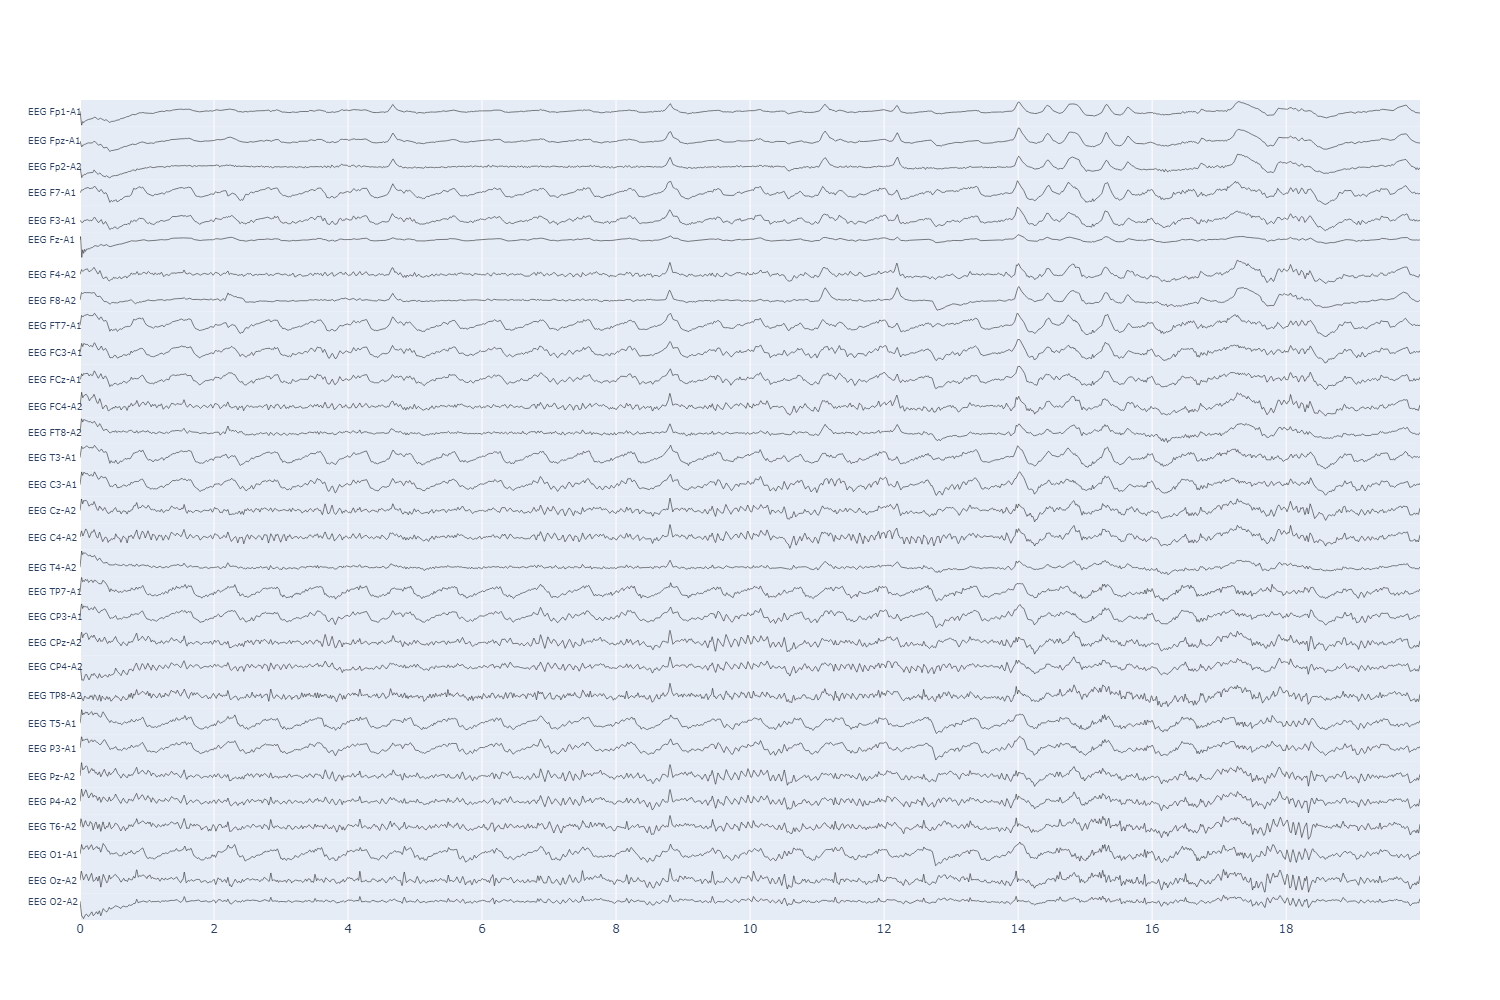 EEG Fp1-A1
EEG Fpz-A1
EEG Fp2-A2
EEG F7-A1
EEG F3-A1
EEG Fz-A1
EEG F4-A2
EEG F8-A2
EEG FT7-A1
EEG FC3-A1
EEG FCz-A1
EEG FC4-A2
EEG FT8-A2
EEG T3-A1
EEG C3-A1
EEG Cz-A2
EEG C4-A2
EEG T4-A2
EEG TP7-A1
EEG CP3-A1
EEG CPz-A2
EEG CP4-A2
EEG TP8-A2
EEG T5-A1
EEG P3-A1
EEG Pz-A2
EEG P4-A2
EEG T6-A2
EEG O1-A1
EEG Oz-A2
EEG O2-A2
0 2 4 6 8 10 12 14 16 18